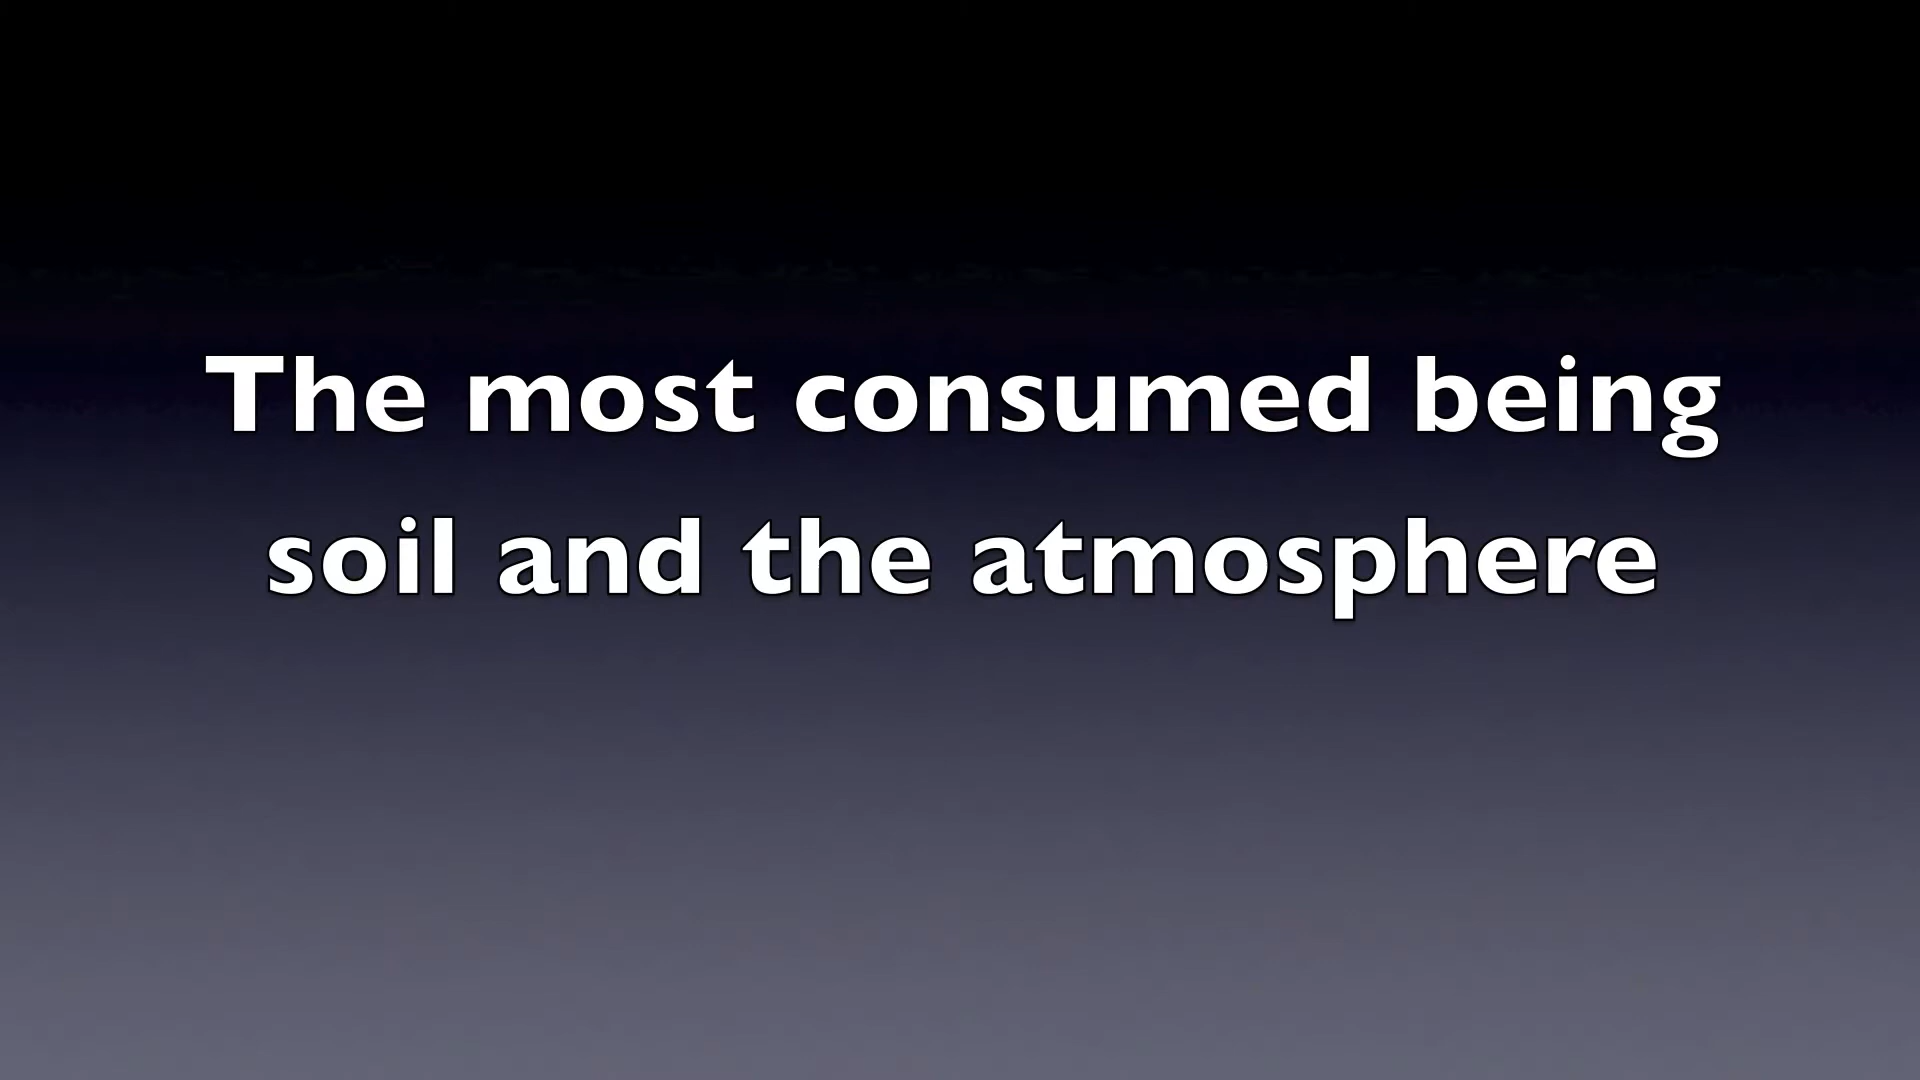 The most consumed being
soil and the atmosphere